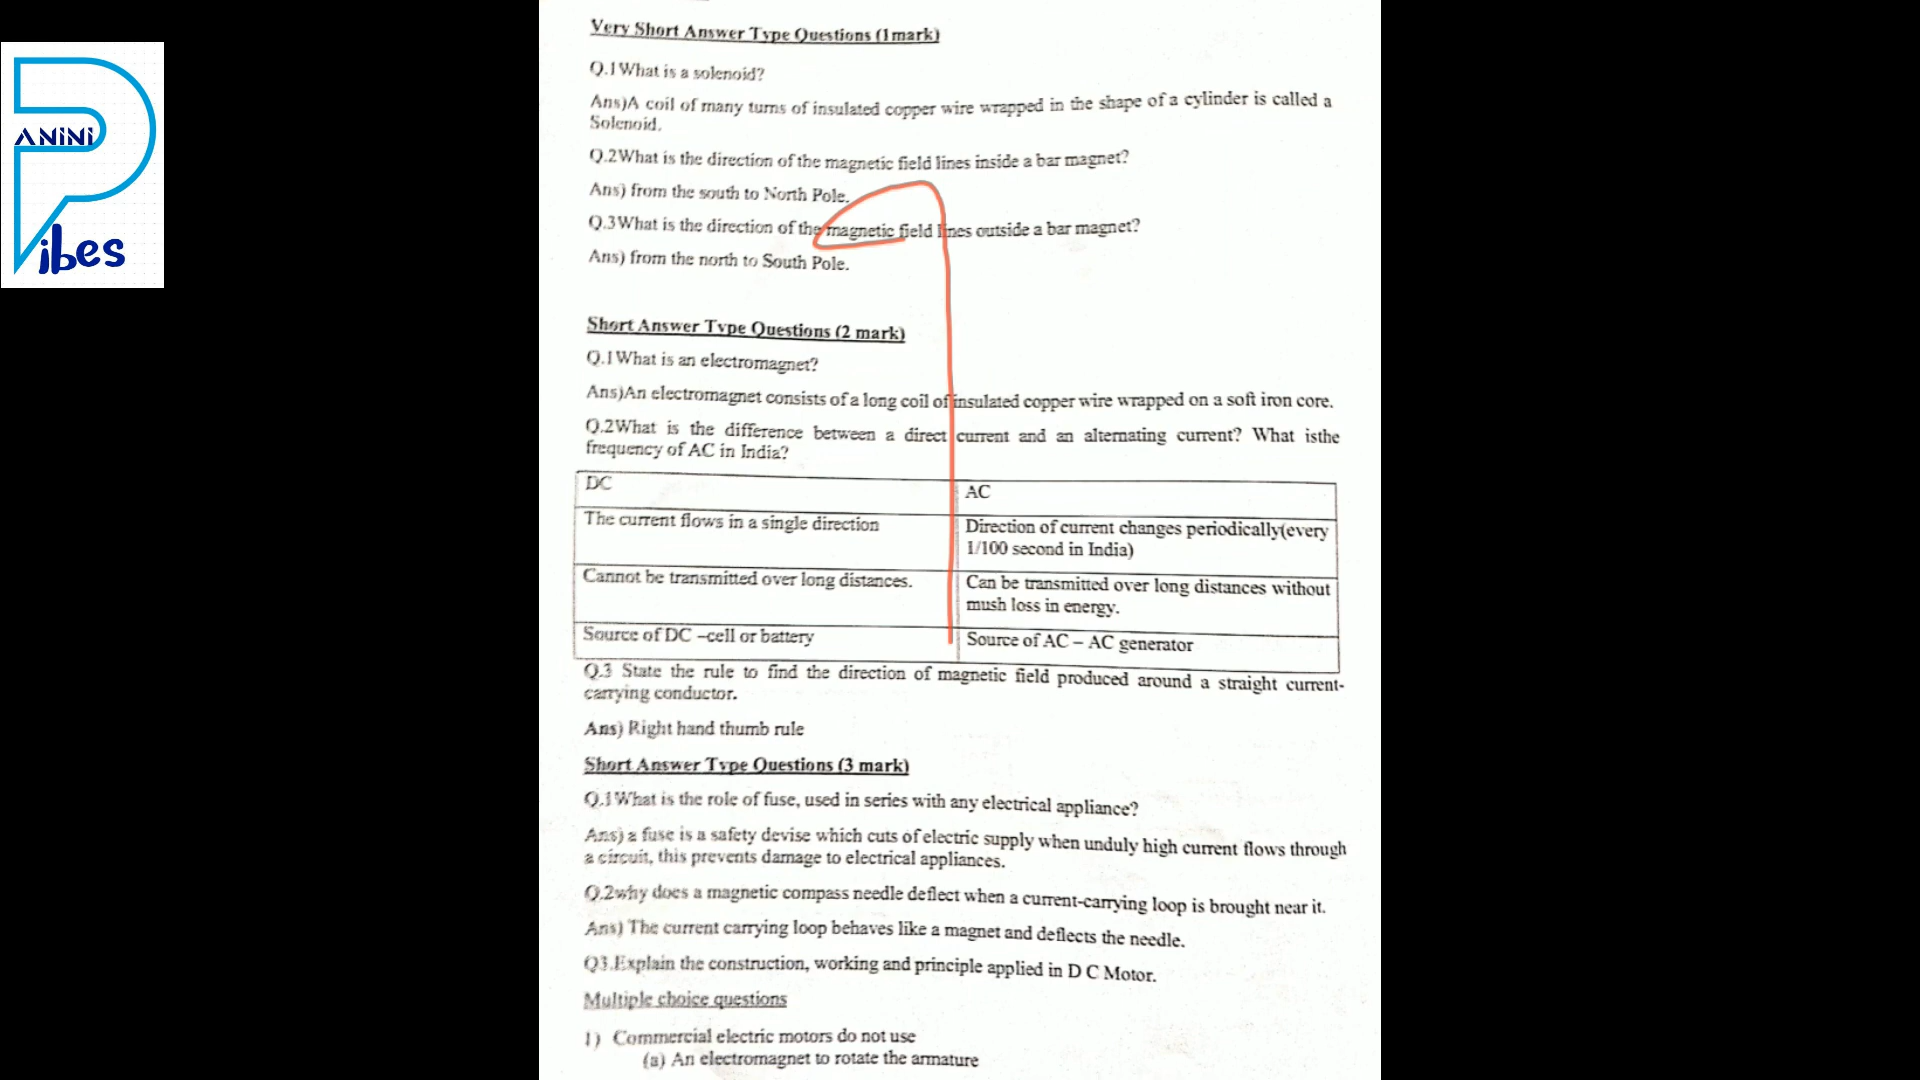 ANINI
ibes
Very Short Answer Type Questions (1mark)
Q.1What is a solenoid?
Ans)A coil of many turns of insulated copper wire wrapped in the shape of a cylinder is called a
Solenoid.
Q.2What is the direction of the magnetic field lines inside a bar magnet?
Ans) from the south to North Pole.
Q.3What is the direction of the magnetic field lines outside a bar magnet?
Ans) from the north to South Pole.
Short Answer Type Questions (2 mark)
Q.1What is an electromagnet?
Ans)An electromagnet consists of a long coil of insulated copper wire wrapped on a soft iron core.
Q.2What is the difference between a direct current and an alternating current? What isthe
frequency of AC in India?
DC
AC
The current flows in a single direction
Direction of current changes periodically(every
1/100 second in India)
Cannot be transmitted over long distances.
Can be transmitted over long distances without
mush loss in energy.
Source of DC –cell or battery
Source of AC – AC generator
Q.3 State the rule to find the direction of magnetic field produced around a straight current-
carrying conductor.
Ans) Right hand thumb rule
Short Answer Type Questions (3 mark)
Q.1What is the role of fuse, used in series with any electrical appliance?
Ans) a fuse is a safety devise which cuts of electric supply when unduly high current flows through
a circuit, this prevents damage to electrical appliances.
Q.2why does a magnetic compass needle deflect when a current-carrying loop is brought near it.
Ans) The current carrying loop behaves like a magnet and deflects the needle.
Q3.Explain the construction, working and principle applied in D C Motor.
Multiple choice questions
1) Commercial electric motors do not use
(a) An electromagnet to rotate the armature